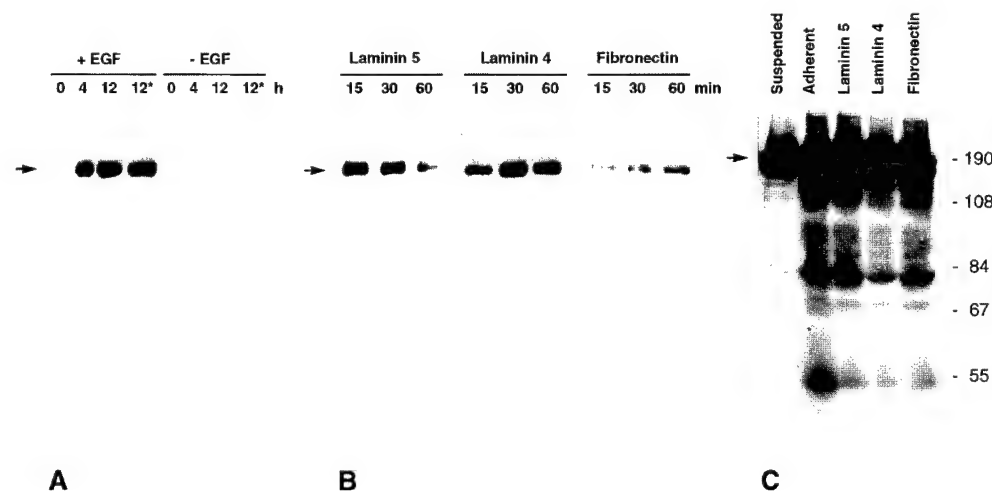 + EGF - EGF
0 4 12 12* 0 4 12 12* h
A
Laminin 5 Laminin 4 Fibronectin
15 30 60 15 30 60 15 30 60 min
B
Suspended
Adherent
Laminin 5
Laminin 4
Fibronectin
- 190
- 108
- 84
- 67
- 55
C